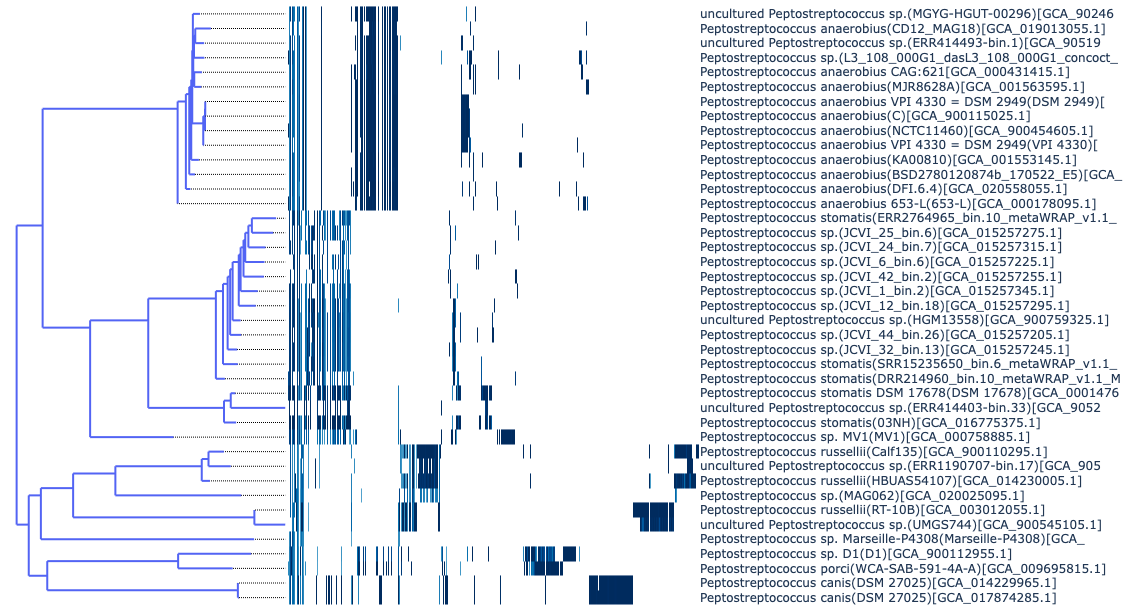 uncultured Peptostreptococcus sp.(MGYG-HGUT-00296)[GCA_90246
Peptostreptococcus anaerobius(CD12_MAG18)[GCA_019013055.1]
uncultured Peptostreptococcus sp.(ERR414493-bin.1)[GCA_90519
Peptostreptococcus sp.(L3_108_000G1_dasL3_108_000G1_concoct_
Peptostreptococcus anaerobius CAG:621[GCA_000431415.1]
Peptostreptococcus anaerobius(MJR8628A)[GCA_001563595.1]
Peptostreptococcus anaerobius VPI 4330 = DSM 2949(DSM 2949)[
Peptostreptococcus anaerobius(C)[GCA_900115025.1]
Peptostreptococcus anaerobius(NCTC11460)[GCA_900454605.1]
Peptostreptococcus anaerobius VPI 4330 = DSM 2949(VPI 4330)[
Peptostreptococcus anaerobius(KA00810)[GCA_001553145.1]
Peptostreptococcus anaerobius(BSD2780120874b_170522_E5)[GCA_
Peptostreptococcus anaerobius(DFI.6.4)[GCA_020558055.1]
Peptostreptococcus anaerobius 653-L(653-L)[GCA_000178095.1]
Peptostreptococcus stomatis(ERR2764965_bin.10_metaWRAP_v1.1_
Peptostreptococcus sp.(JCVI_25_bin.6)[GCA_015257275.1]
Peptostreptococcus sp.(JCVI_24_bin.7)[GCA_015257315.1]
Peptostreptococcus sp.(JCVI_6_bin.6)[GCA_015257225.1]
Peptostreptococcus sp.(JCVI_42_bin.2)[GCA_015257255.1]
Peptostreptococcus sp.(JCVI_1_bin.2)[GCA_015257345.1]
Peptostreptococcus sp.(JCVI_12_bin.18)[GCA_015257295.1]
uncultured Peptostreptococcus sp.(HGM13558)[GCA_900759325.1]
Peptostreptococcus sp.(JCVI_44_bin.26)[GCA_015257205.1]
Peptostreptococcus sp.(JCVI_32_bin.13)[GCA_015257245.1]
Peptostreptococcus stomatis(SRR15235650_bin.6_metaWRAP_v1.1_
Peptostreptococcus stomatis(DRR214960_bin.10_metaWRAP_v1.1_M
Peptostreptococcus stomatis DSM 17678(DSM 17678)[GCA_0001476
uncultured Peptostreptococcus sp.(ERR414403-bin.33)[GCA_9052
Peptostreptococcus stomatis(03NH)[GCA_016775375.1]
Peptostreptococcus sp. MV1(MV1)[GCA_000758885.1]
Peptostreptococcus russellii(Calf135)[GCA_900110295.1]
uncultured Peptostreptococcus sp.(ERR1190707-bin.17)[GCA_905
Peptostreptococcus russellii(HBUAS54107)[GCA_014230005.1]
Peptostreptococcus sp.(MAG062)[GCA_020025095.1]
Peptostreptococcus russellii(RT-10B)[GCA_003012055.1]
uncultured Peptostreptococcus sp.(UMGS744)[GCA_900545105.1]
Peptostreptococcus sp. Marseille-P4308(Marseille-P4308)[GCA_
Peptostreptococcus sp. D1(D1)[GCA_900112955.1]
Peptostreptococcus porci(WCA-SAB-591-4A-A)[GCA_009695815.1]
Peptostreptococcus canis(DSM 27025)[GCA_014229965.1]
Peptostreptococcus canis(DSM 27025)[GCA_017874285.1]